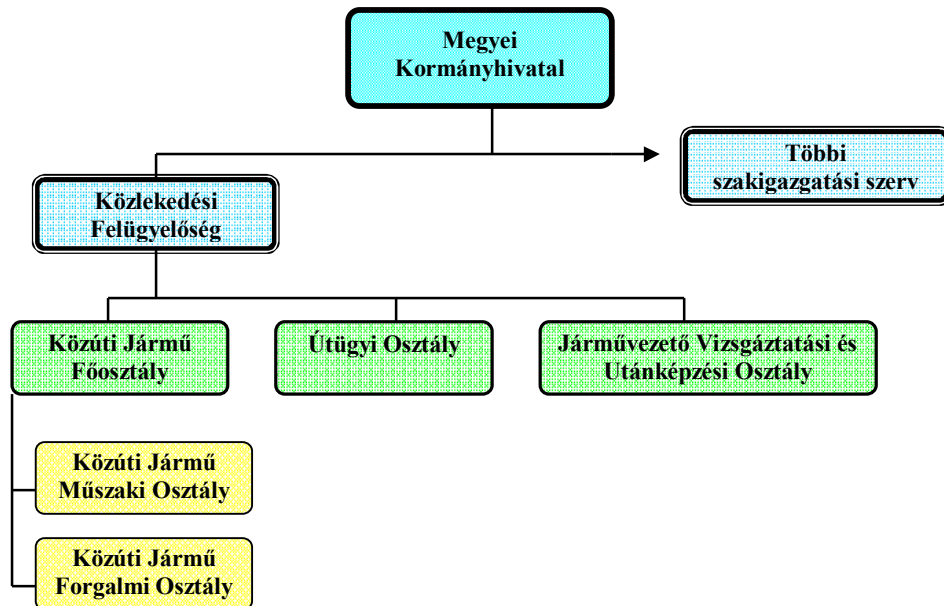 Megyei
Kormányhivatal
Többi
szakigazgatási szerv
Közlekedési
Felügyelőség
Közúti Jármű
Főosztály
Útügyi Osztály
Járművezető Vizsgáztatási és
Utánképzési Osztály
Közúti Jármű
Műszaki Osztály
Közúti Jármű
Forgalmi Osztály